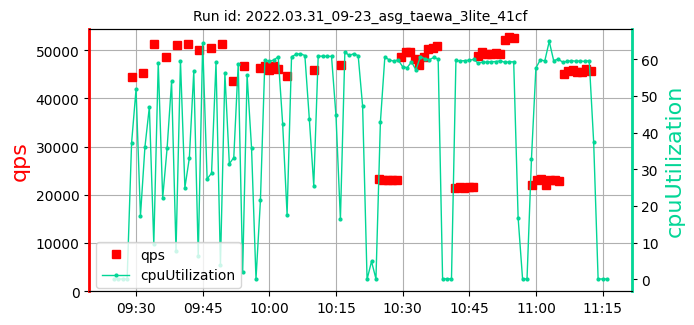 Run id: 2022.03.31_09-23_asg_taewa_3lite_41cf
50000
40000
30000
20000
10000
0
qps
60
50
40
30
20
10
0
cpuUtilization
qps
cpuUtilization
09:30 09:45 10:00 10:15 10:30 10:45 11:00 11:15